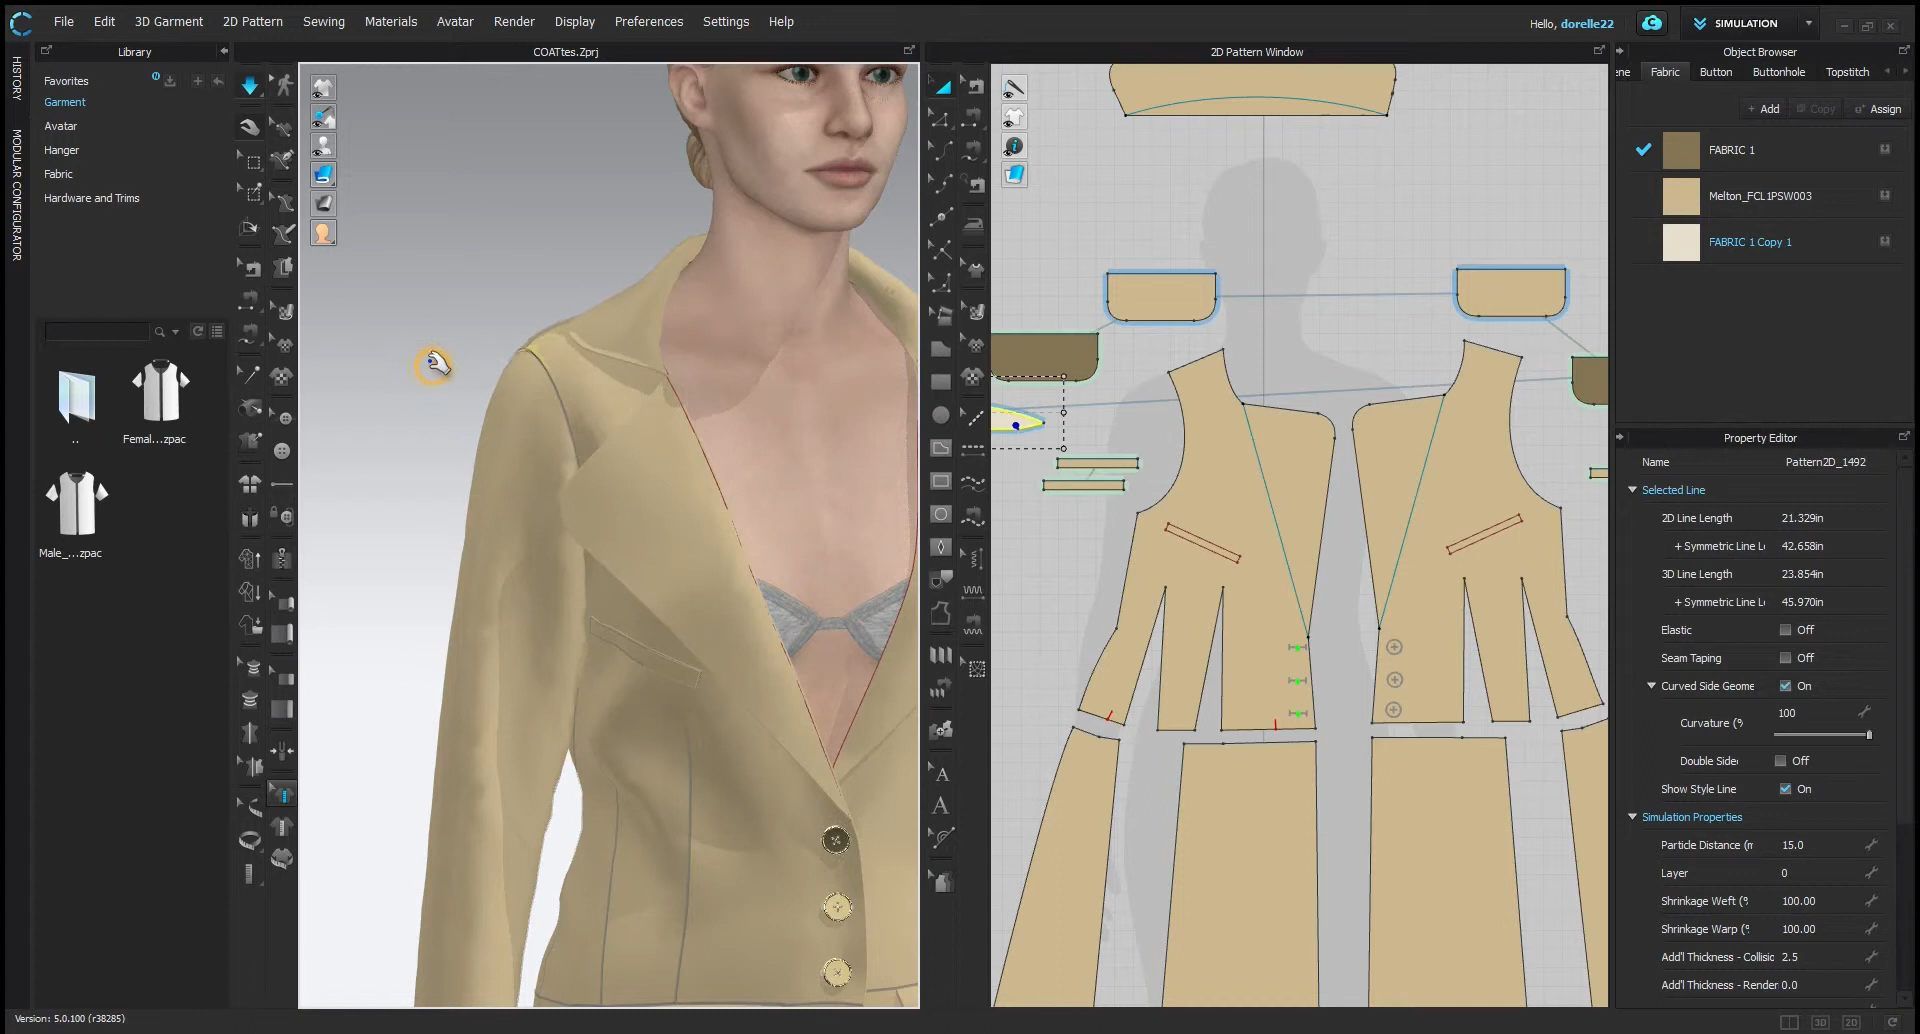 File Edit 3D Garment 2D Pattern Sewing Materials Avatar Render Display Preferences Settings Help
Hello, dorelle22
SIMULATION
Library
COATtes.Zprj
2D Pattern Window
Object Browser
HISTORY
MODULAR CONFIGURATOR
Favorites
Garment
Avatar
Hanger
Fabric
Hardware and Trims
..
Femal...zpac
Male_...zpac
ene Fabric Button Buttonhole Topstitch
+ Add Copy Assign
FABRIC 1
Melton_FCL1PSW003
FABRIC 1 Copy 1
Property Editor
Name Pattern2D_1492
Selected Line
2D Line Length 21.329in
+ Symmetric Line L 42.658in
3D Line Length 23.854in
+ Symmetric Line L 45.970in
Elastic Off
Seam Taping Off
Curved Side Geome On
Curvature (% 100
Double Side Off
Show Style Line On
Simulation Properties
Particle Distance (m 15.0
Layer 0
Shrinkage Weft (% 100.00
Shrinkage Warp (% 100.00
Add'l Thickness - Collisio 2.5
Add'l Thickness - Render 0.0
Version: 5.0.100 (r38285)
3D 2D